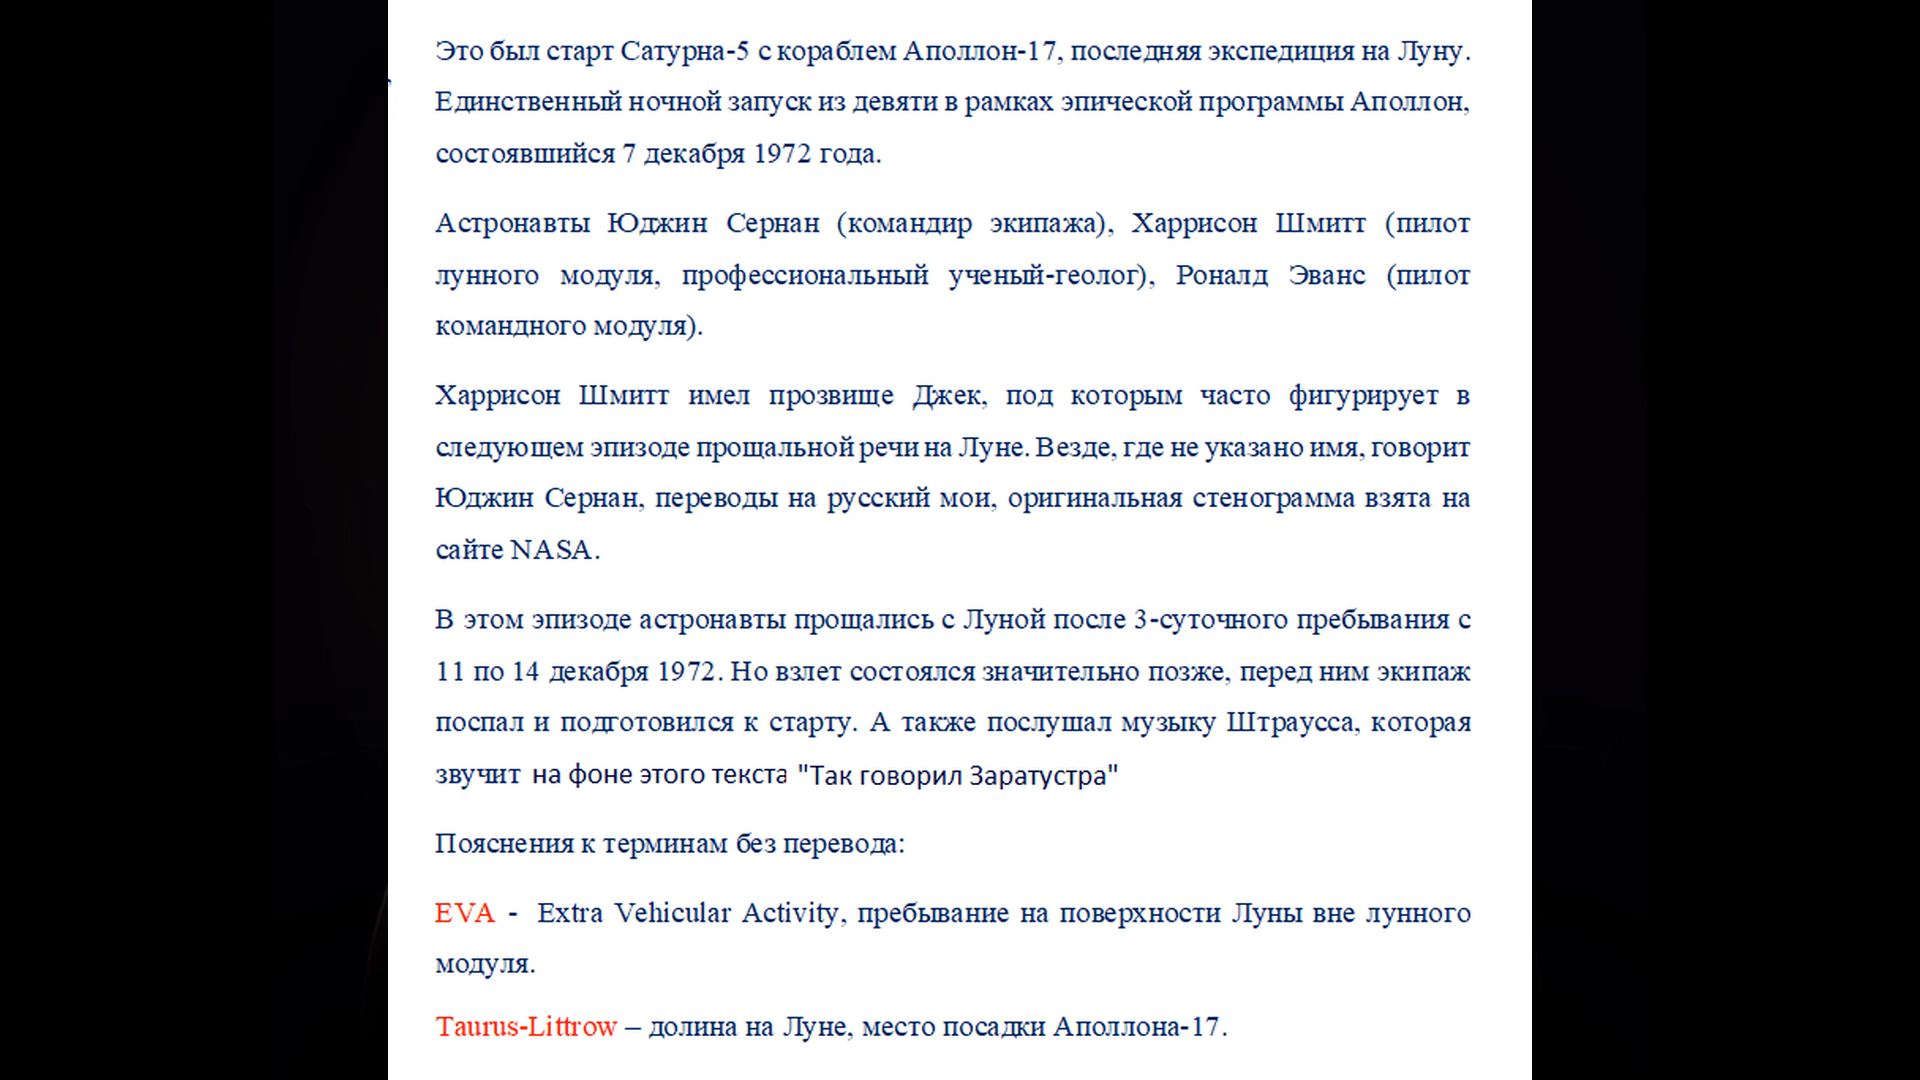 Это был старт Сатурна-5 с кораблем Аполлон-17, последняя экспедиция на Луну.
Единственный ночной запуск из девяти в рамках эпической программы Аполлон,
состоявшийся 7 декабря 1972 года.
Астронавты Юджин Сернан (командир экипажа), Харрисон Шмитт (пилот
лунного модуля, профессиональный ученый-геолог), Роналд Эванс (пилот
командного модуля).
Харрисон Шмитт имел прозвище Джек, под которым часто фигурирует в
следующем эпизоде прощальной речи на Луне. Везде, где не указано имя, говорит
Юджин Сернан, переводы на русский мои, оригинальная стенограмма взята на
сайте NASA.
В этом эпизоде астронавты прощались с Луной после 3-суточного пребывания с
11 по 14 декабря 1972. Но взлет состоялся значительно позже, перед ним экипаж
поспал и подготовился к старту. А также послушал музыку Штраусса, которая
звучит на фоне этого текста "Так говорил Заратустра"
Пояснения к терминам без перевода:
EVA - Extra Vehicular Activity, пребывание на поверхности Луны вне лунного
модуля.
Taurus-Littrow – долина на Луне, место посадки Аполлона-17.